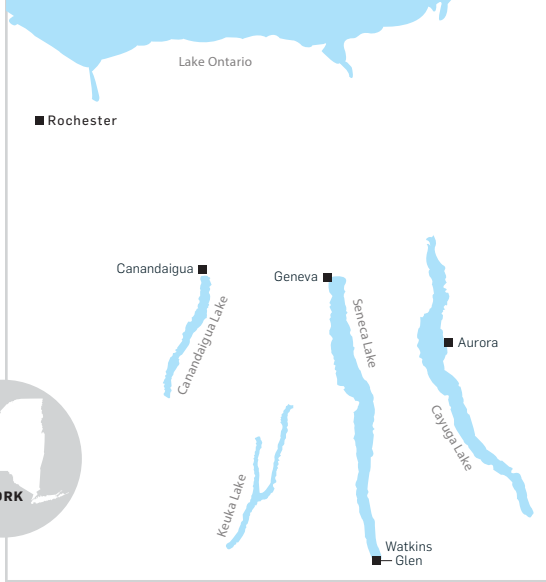 Lake Ontario
Rochester
Canandaigua
Geneva
Canandaigua Lake
Seneca Lake
Aurora
Cayuga Lake
Keuka Lake
ORK
Watkins
Glen